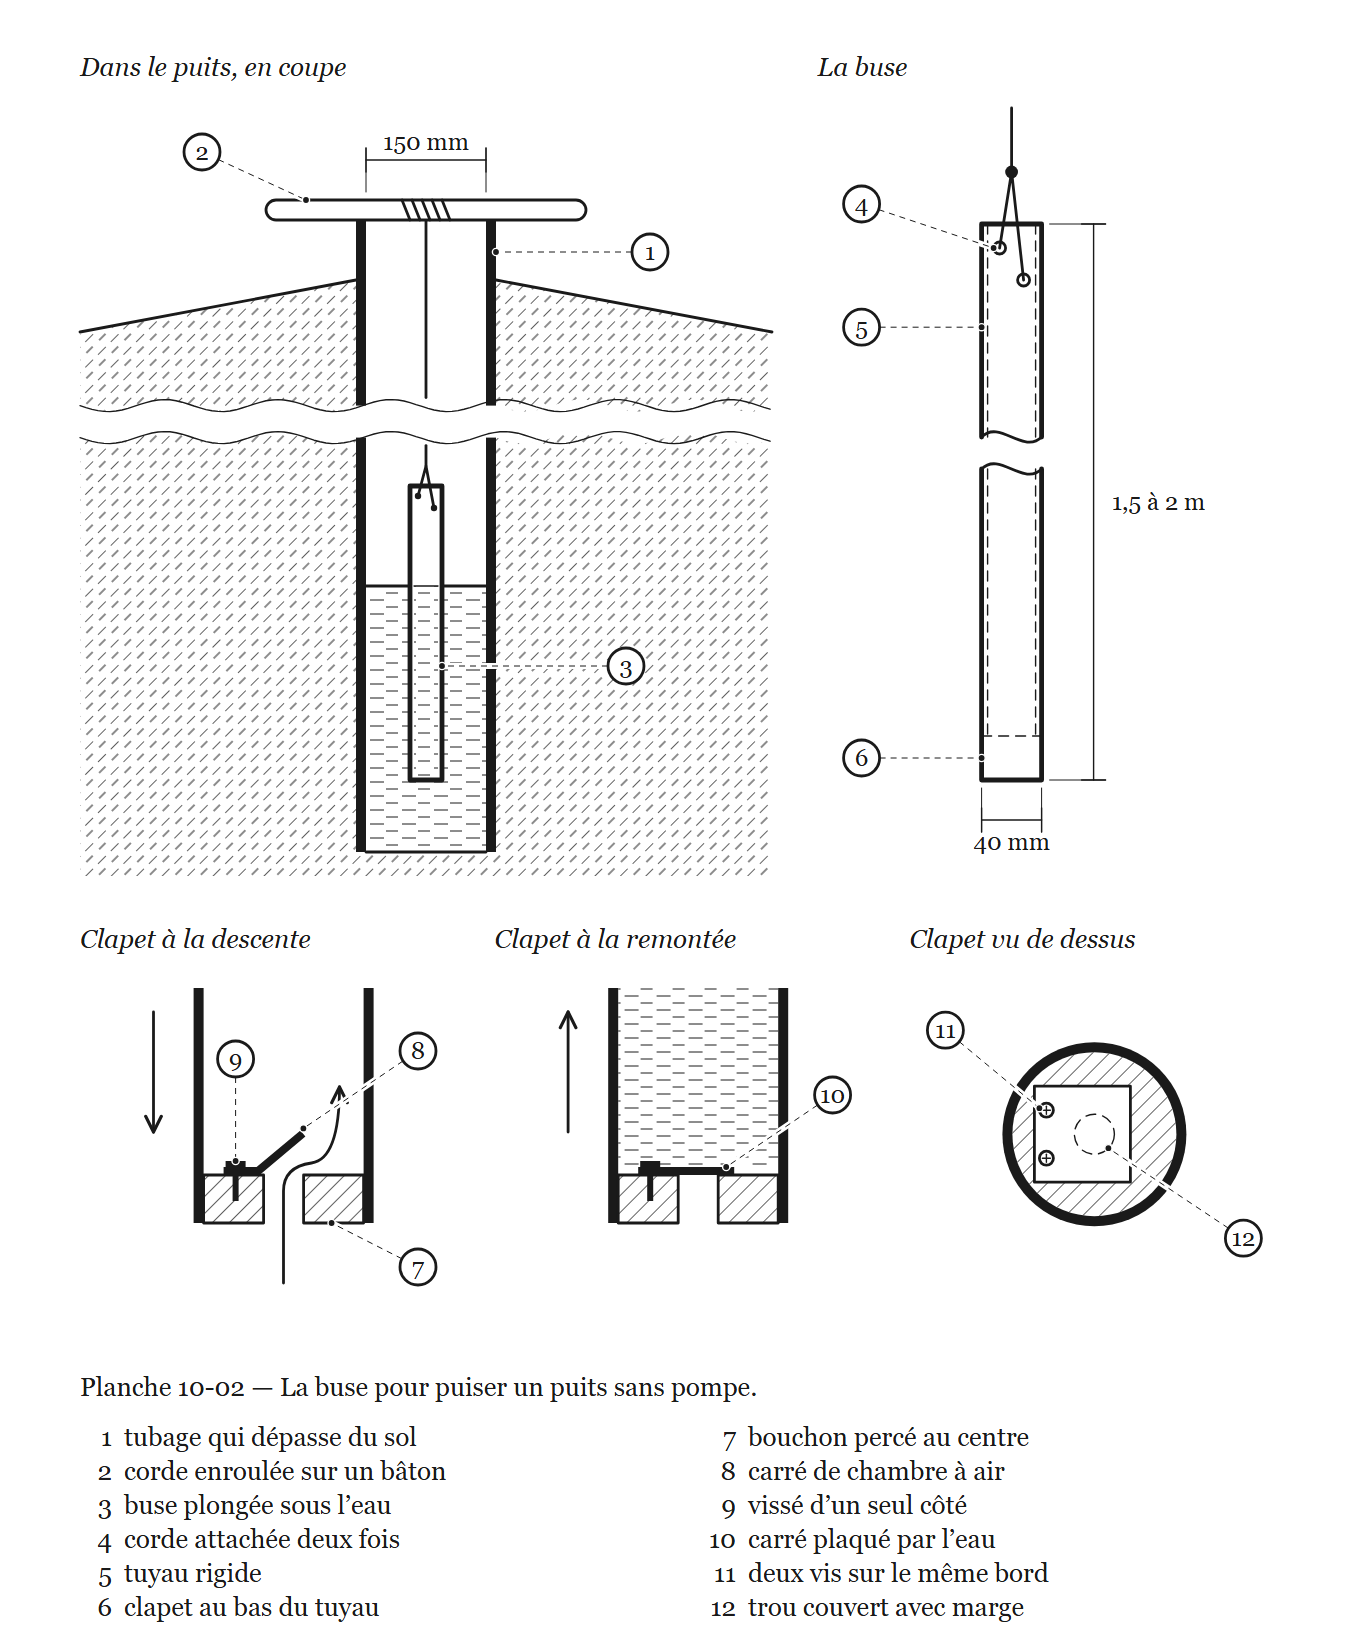 Dans le puits, en coupe
La buse
150 mm
2
1
3
4
5
6
1,5 à 2 m
40 mm
Clapet à la descente
Clapet à la remontée
Clapet vu de dessus
9
8
7
10
11
12
Planche 10-02 — La buse pour puiser un puits sans pompe.
1 tubage qui dépasse du sol
2 corde enroulée sur un bâton
3 buse plongée sous l’eau
4 corde attachée deux fois
5 tuyau rigide
6 clapet au bas du tuyau
7 bouchon percé au centre
8 carré de chambre à air
9 vissé d’un seul côté
10 carré plaqué par l’eau
11 deux vis sur le même bord
12 trou couvert avec marge